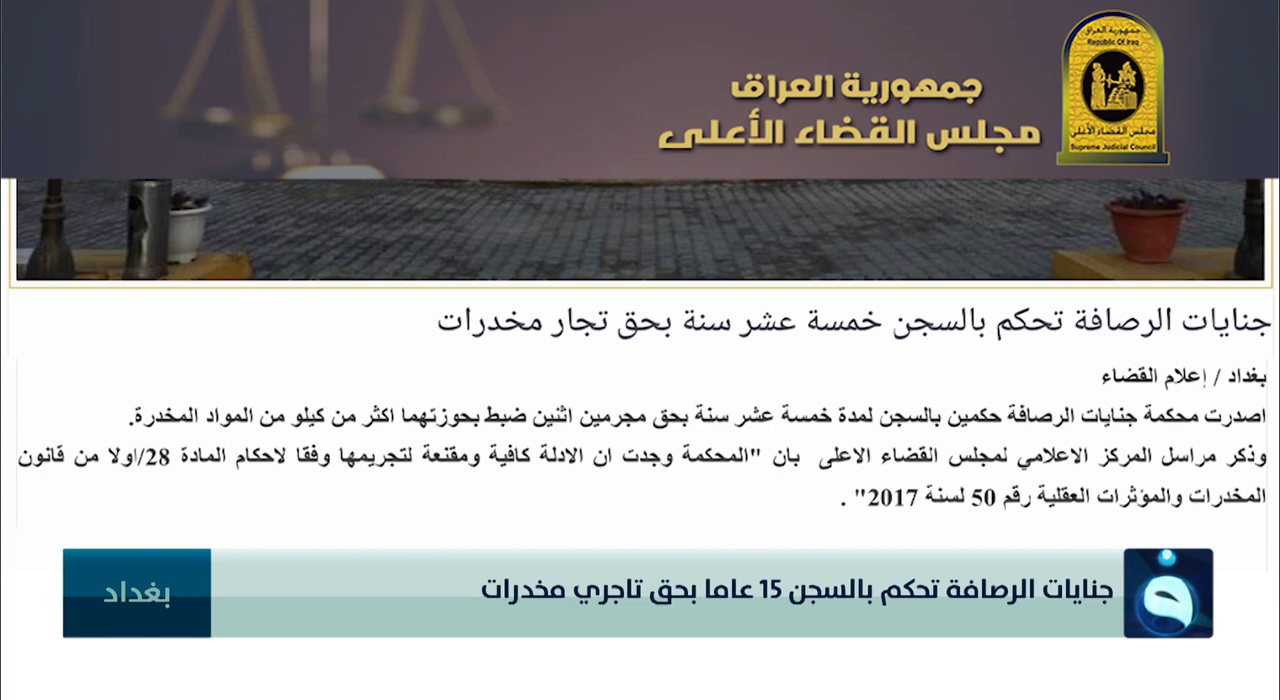 جمهورية العراق
Republic Of Iraq
مجلس القضاء الأعلى
Supreme Judicial Council
جمهورية العراق
مجلس القضاء الأعلى
جنايات الرصافة تحكم بالسجن خمسة عشر سنة بحق تجار مخدرات
بغداد / إعلام القضاء
اصدرت محكمة جنايات الرصافة حكمين بالسجن لمدة خمسة عشر سنة بحق مجرمين اثنين ضبط بحوزتهما اكثر من كيلو من المواد المخدرة.
وذكر مراسل المركز الاعلامي لمجلس القضاء الاعلى بان "المحكمة وجدت ان الادلة كافية ومقنعة لتجريمها وفقا لاحكام المادة 28/اولا من قانون
المخدرات والمؤثرات العقلية رقم 50 لسنة 2017" .
جنايات الرصافة تحكم بالسجن 15 عاما بحق تاجري مخدرات
بغداد